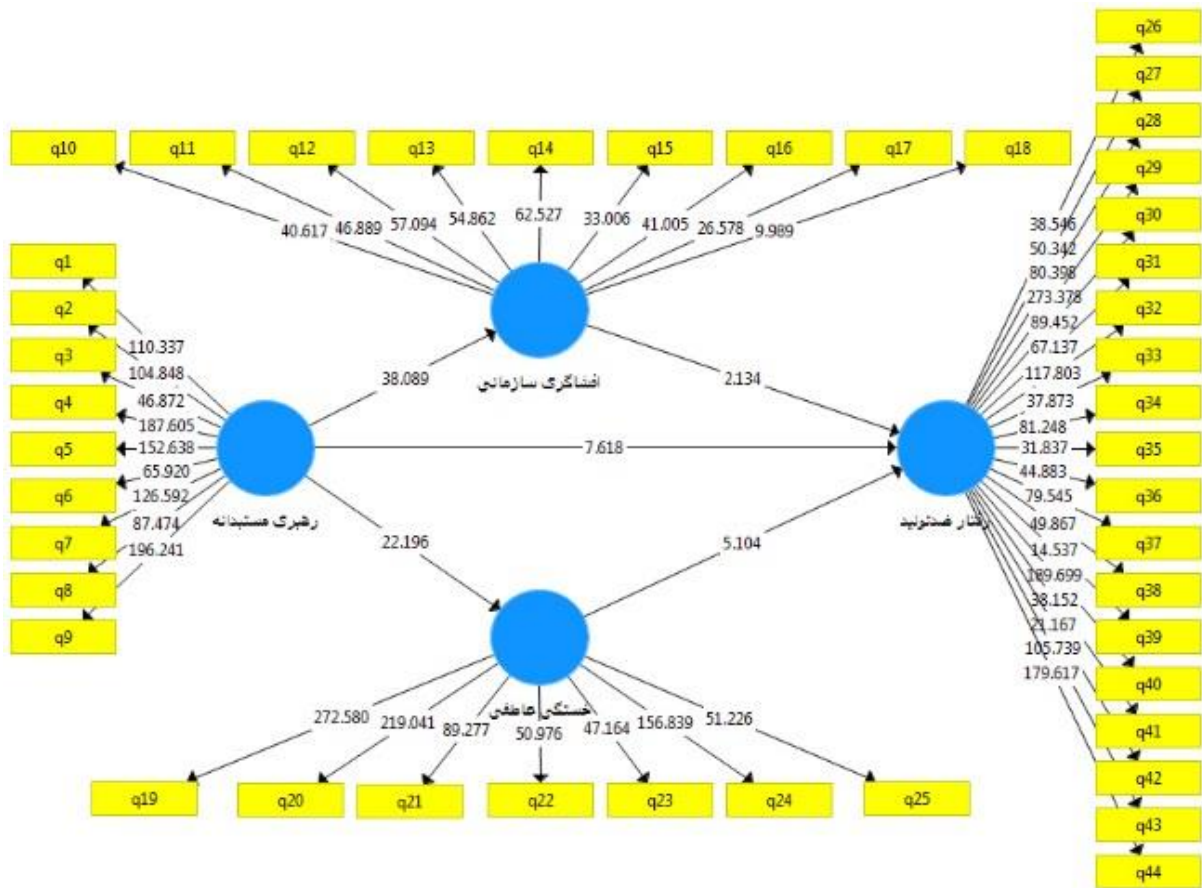 q26
q27
q28
q29
q30
q31
q32
q33
q34
q35
q36
q37
q38
q39
q40
q41
q42
q43
q44
q10
q11
q12
q13
q14
q15
q16
q17
q18
40.617
46.889
57.094
54.862
62.527
33.006
41.005
26.578
9.989
q1
q2
q3
q4
q5
q6
q7
q8
q9
110.337
104.848
46.872
187.605
152.638
65.920
126.592
87.474
196.241
38.089
افشاگری سازمانی
2.134
7.618
رهبری مستبدانه
رفتار ضدتولید
22.196
5.104
خستگی عاطفی
38.546
50.342
80.398
273.378
89.452
67.137
117.803
37.873
81.248
31.837
44.883
79.545
49.867
14.537
189.699
38.152
21.167
105.739
179.617
272.580
219.041
89.277
50.976
47.164
156.839
51.226
q19
q20
q21
q22
q23
q24
q25